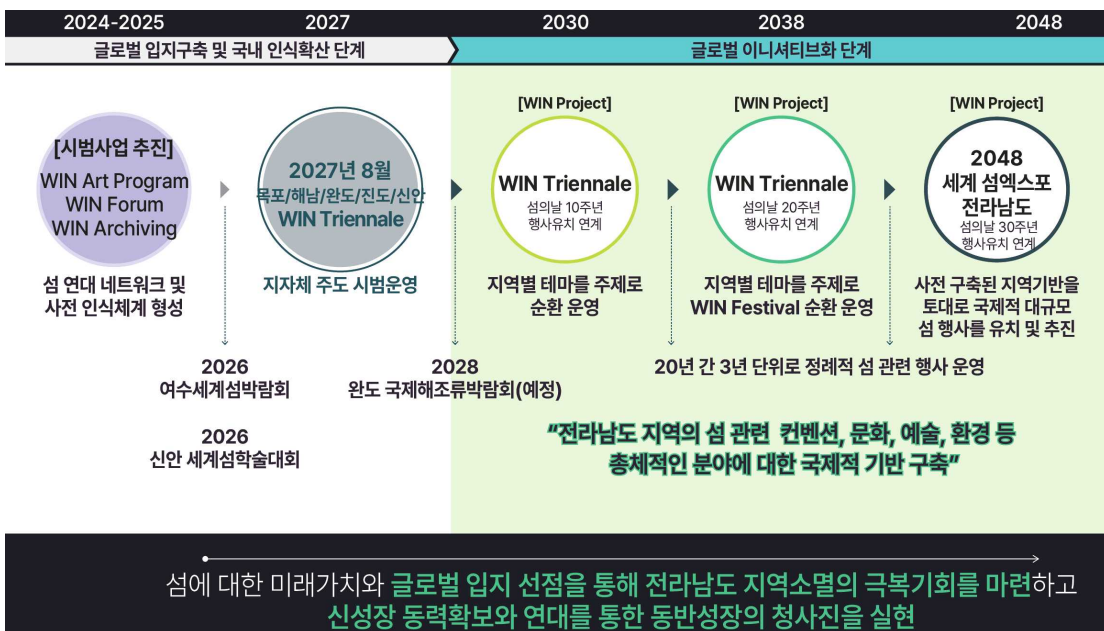 2024-2025
2027
2030
2038
2048
글로벌 입지구축 및 국내 인식확산 단계
글로벌 이니셔티브화 단계
[시범사업 추진]
WIN Art Program
WIN Forum
WIN Archiving
섬 연대 네트워크 및
사전 인식체계 형성
2027년 8월
목포/해남/완도/진도/신안
WIN Triennale
지자체 주도 시범운영
[WIN Project]
WIN Triennale
섬의날 10주년
행사유치 연계
지역별 테마를 주제로
순환 운영
[WIN Project]
WIN Triennale
섬의날 20주년
행사유치 연계
지역별 테마를 주제로
WIN Festival 순환 운영
[WIN Project]
2048
세계 섬엑스포
전라남도
섬의날 30주년
행사유치 연계
사전 구축된 지역기반을
토대로 국제적 대규모
섬 행사를 유치 및 추진
2026
여수세계섬박람회
2026
신안 세계섬학술대회
2028
완도 국제해조류박람회(예정)
20년 간 3년 단위로 정례적 섬 관련 행사 운영
“전라남도 지역의 섬 관련 컨벤션, 문화, 예술, 환경 등
총체적인 분야에 대한 국제적 기반 구축”
섬에 대한 미래가치와 글로벌 입지 선점을 통해 전라남도 지역소멸의 극복기회를 마련하고
신성장 동력확보와 연대를 통한 동반성장의 청사진을 실현